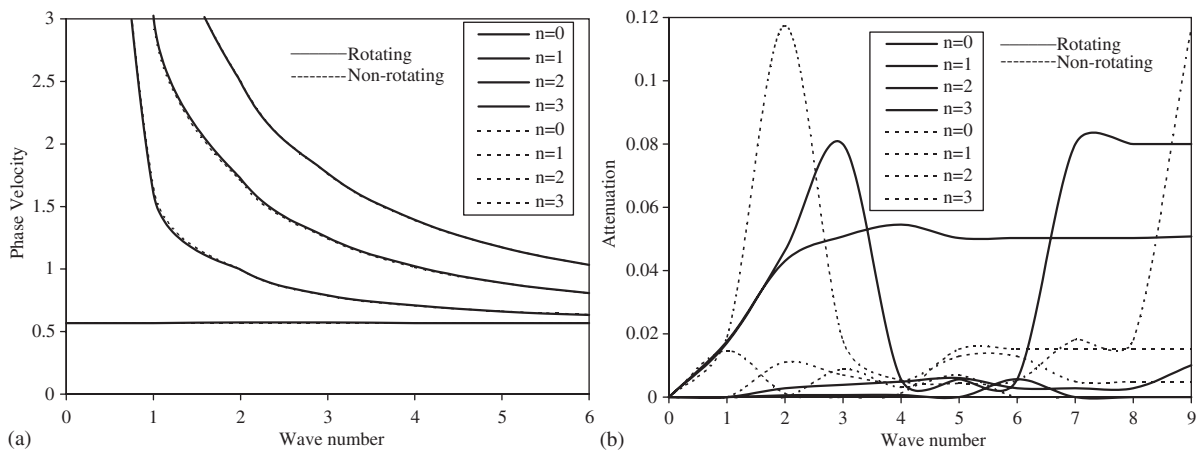 3
2.5
2
1.5
1
0.5
0
Phase Velocity
0 1 2 3 4 5 6
Wave number
(a)
Rotating
Non-rotating
n=0
n=1
n=2
n=3
n=0
n=1
n=2
n=3
0.12
0.1
0.08
0.06
0.04
0.02
0
Attenuation
0 1 2 3 4 5 6 7 8 9
Wave number
(b)
n=0
n=1
n=2
n=3
n=0
n=1
n=2
n=3
Rotating
Non-rotating